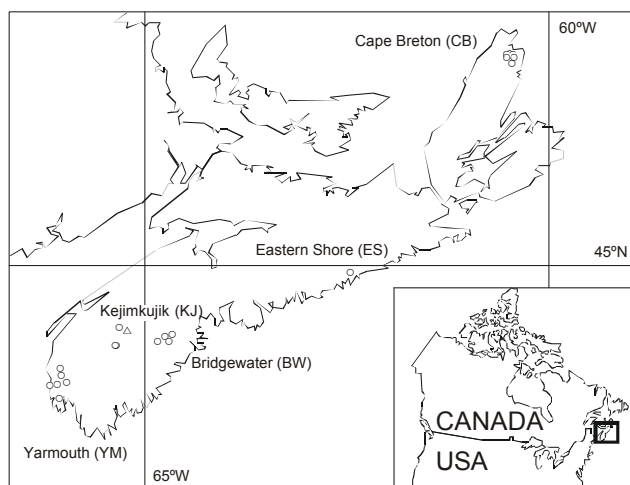 60ºW
Cape Breton (CB)
Eastern Shore (ES)
45ºN
Kejimkujik (KJ)
Bridgewater (BW)
CANADA
USA
Yarmouth (YM)
65ºW